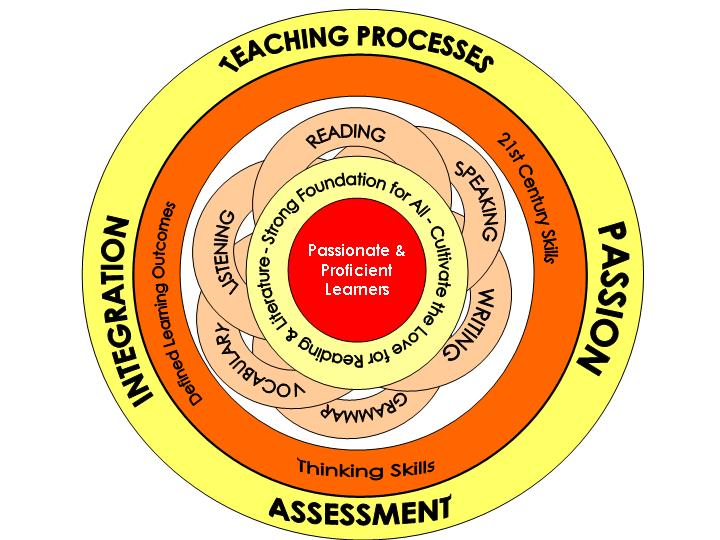 TEACHING PROCESSES
PASSION
ASSESSMENT
INTEGRATION
21st Century Skills
Thinking Skills
Defined Learning Outcomes
READING
SPEAKING
WRITING
GRAMMAR
VOCABULARY
LISTENING
Strong Foundation for All - Cultivate the Love for Reading & Literature -
Passionate &
Proficient
Learners